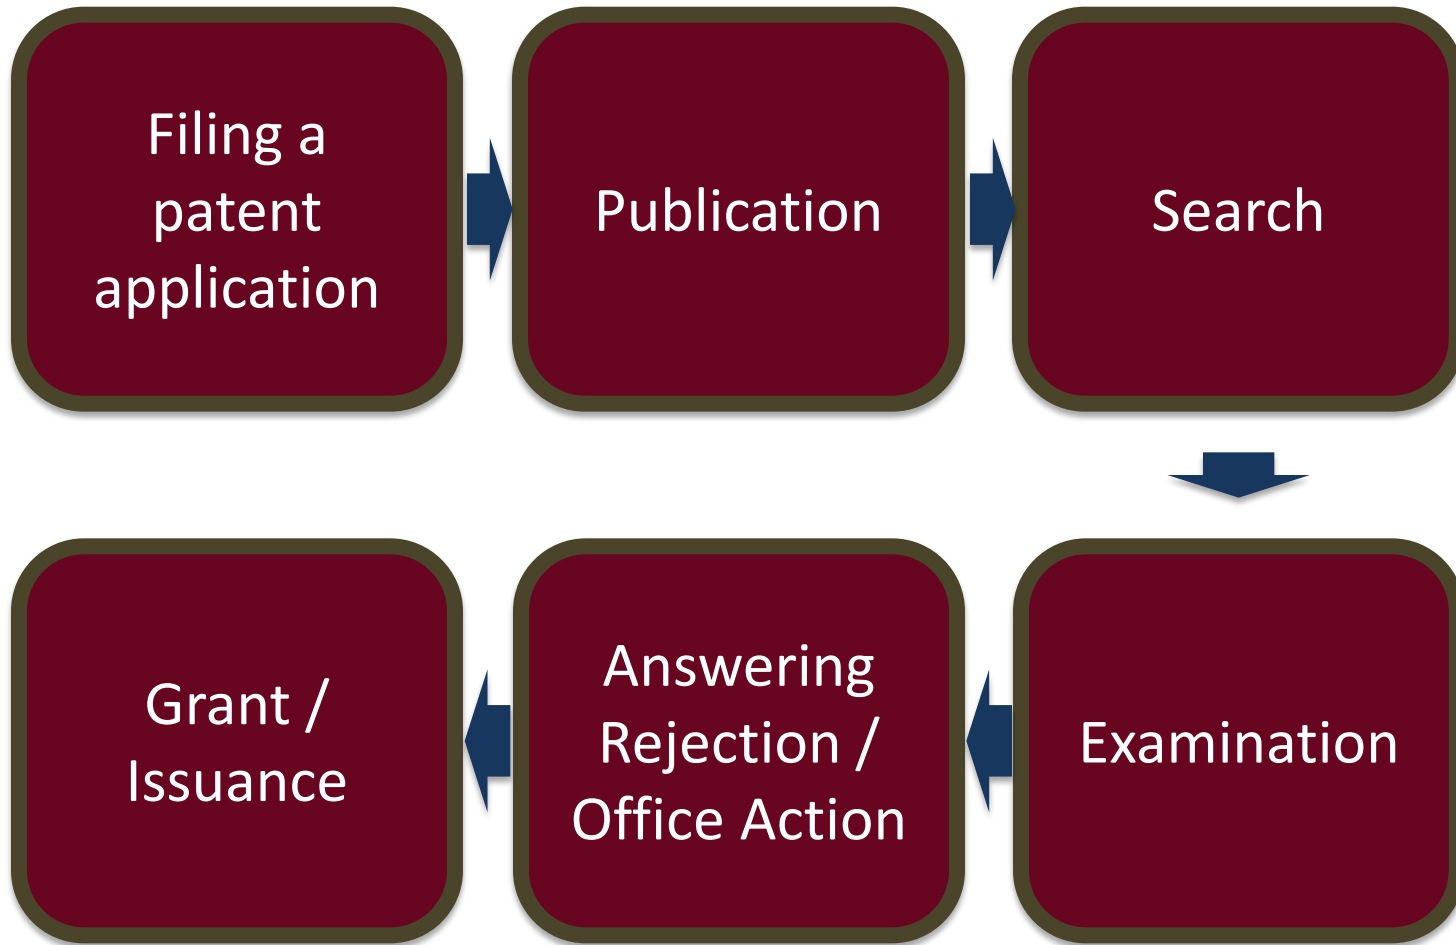 Filing a
patent
application
Publication
Search
Examination
Answering
Rejection /
Office Action
Grant /
Issuance